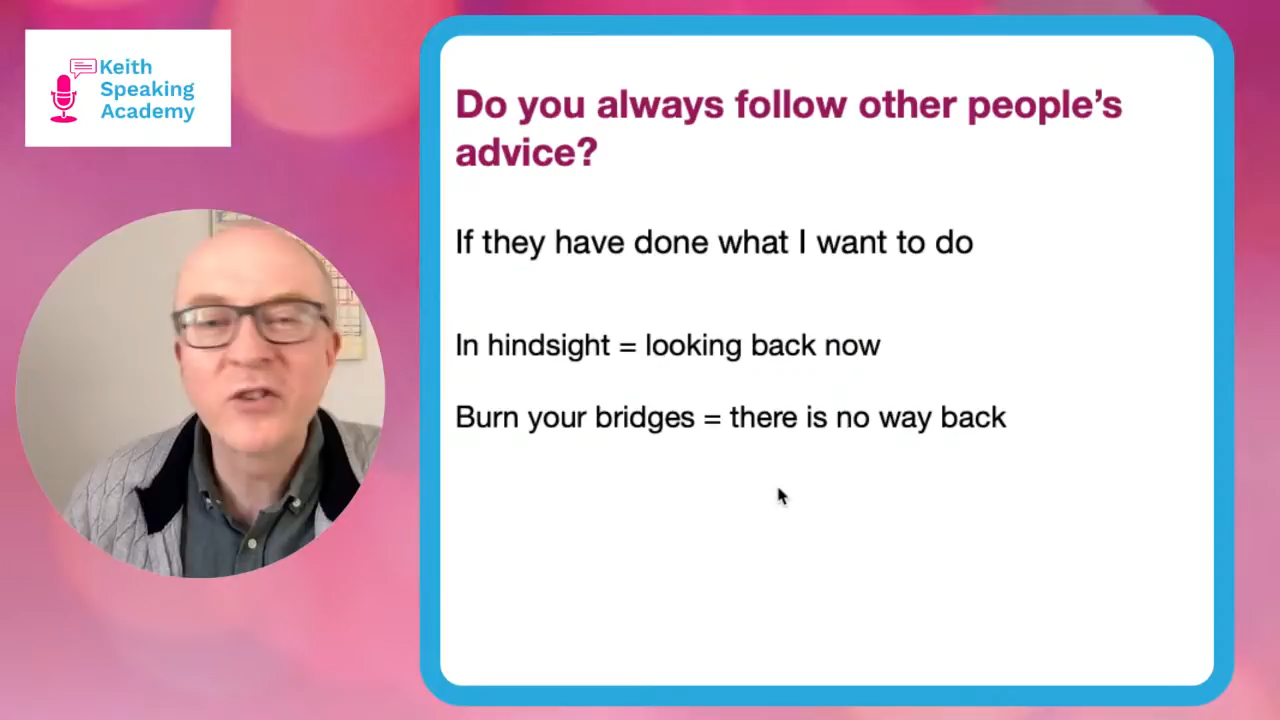 Keith
Speaking
Academy
Do you always follow other people's
advice?
If they have done what I want to do
In hindsight = looking back now
Burn your bridges = there is no way back